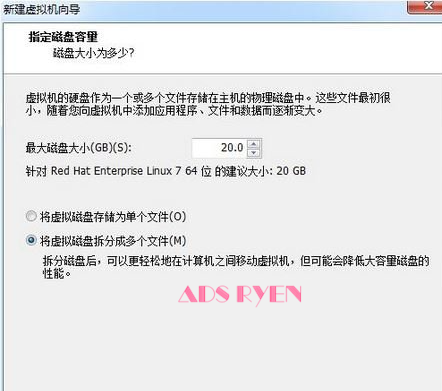 新建虚拟机向导
指定磁盘容量
磁盘大小为多少?
虚拟机的硬盘作为一个或多个文件存储在主机的物理磁盘中。这些文件最初很
小，随着您向虚拟机中添加应用程序、文件和数据而逐渐变大。
最大磁盘大小(GB)(S): 20.0
针对 Red Hat Enterprise Linux 7 64 位 的建议大小: 20 GB
将虚拟磁盘存储为单个文件(O)
将虚拟磁盘拆分成多个文件(M)
拆分磁盘后，可以更轻松地在计算机之间移动虚拟机，但可能会降低大容量磁盘的
性能。
ADS RYEN